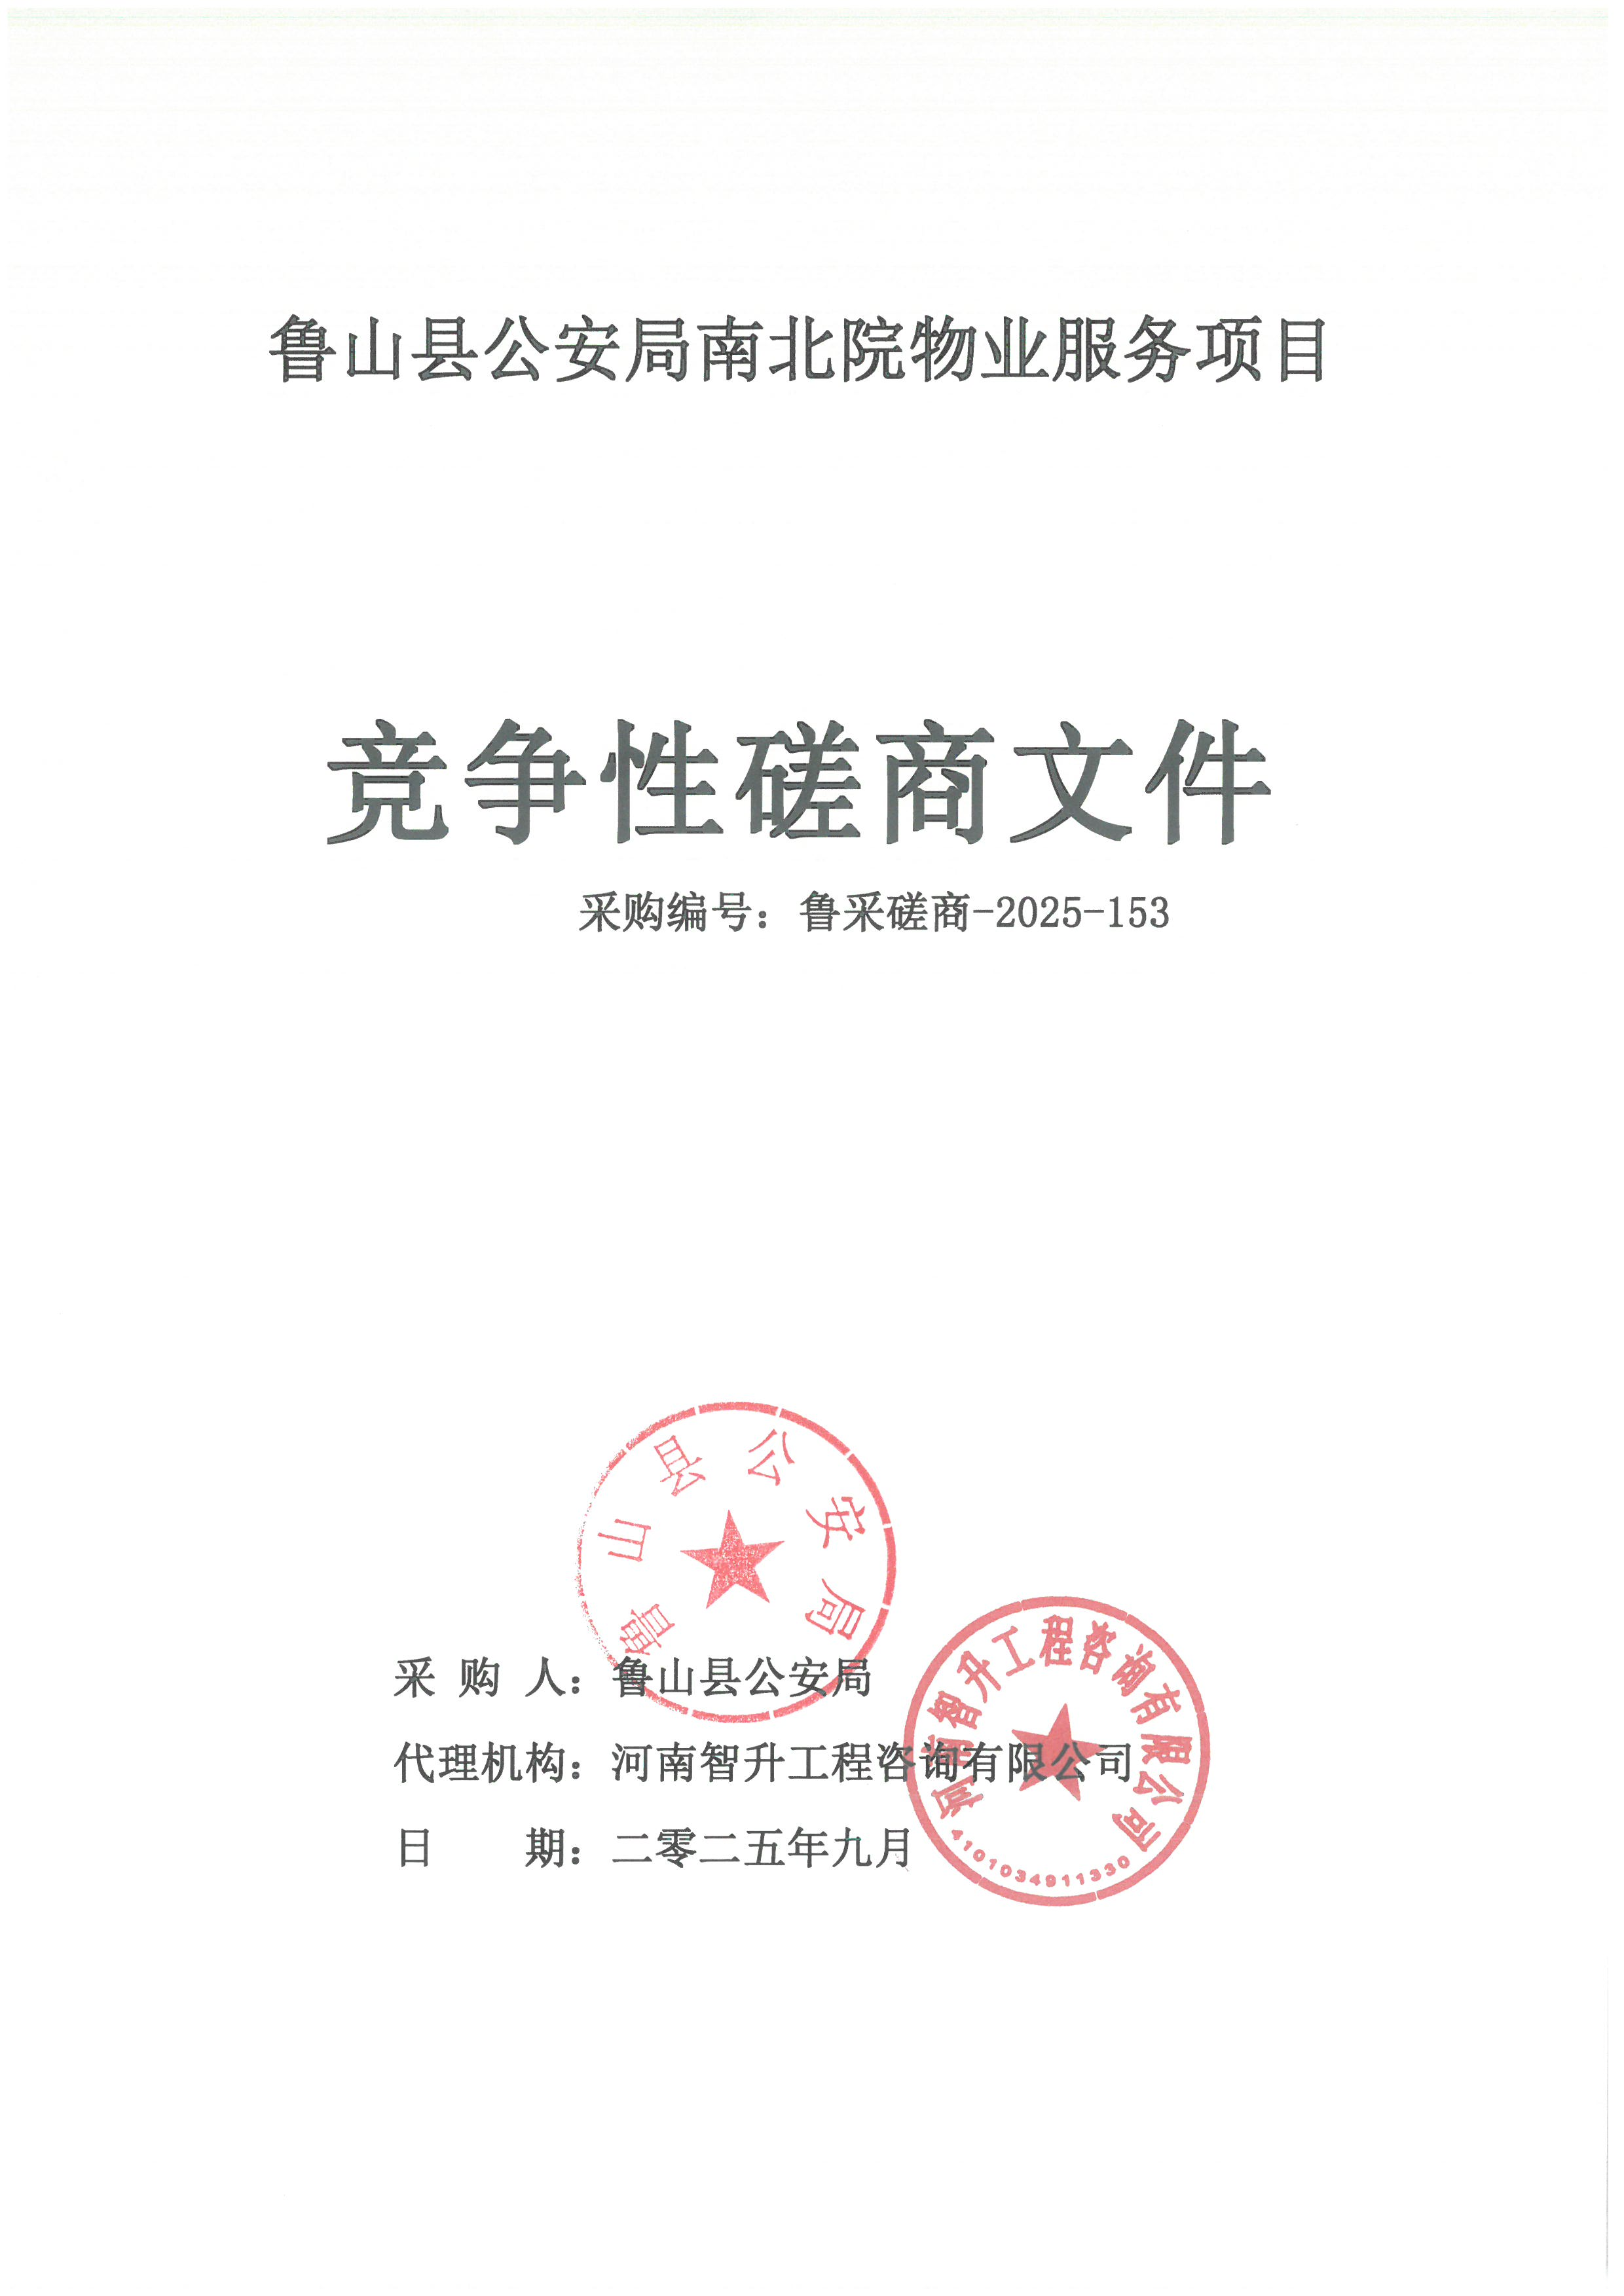 鲁山县公安局南北院物业服务项目
竞争性磋商文件
采购编号：鲁采磋商-2025-153
鲁山县公安局
采 购 人：鲁山县公安局
河南智升工程咨询有限公司
代理机构：河南智升工程咨询有限公司
日 期：二零二五年九月
4101034911330